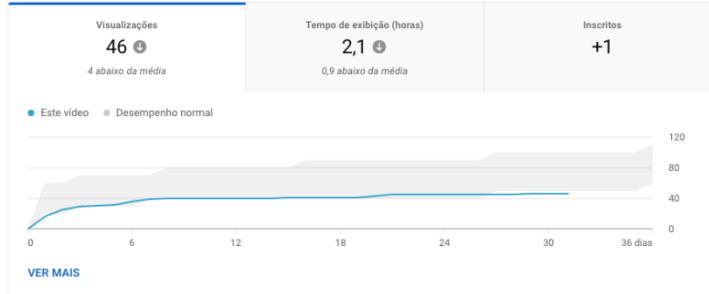 Visualizações
46
4 abaixo da média
Tempo de exibição (horas)
2,1
0,9 abaixo da média
Inscritos
+1
Este vídeo
Desempenho normal
120
80
40
0
0 6 12 18 24 30 36 dias
VER MAIS